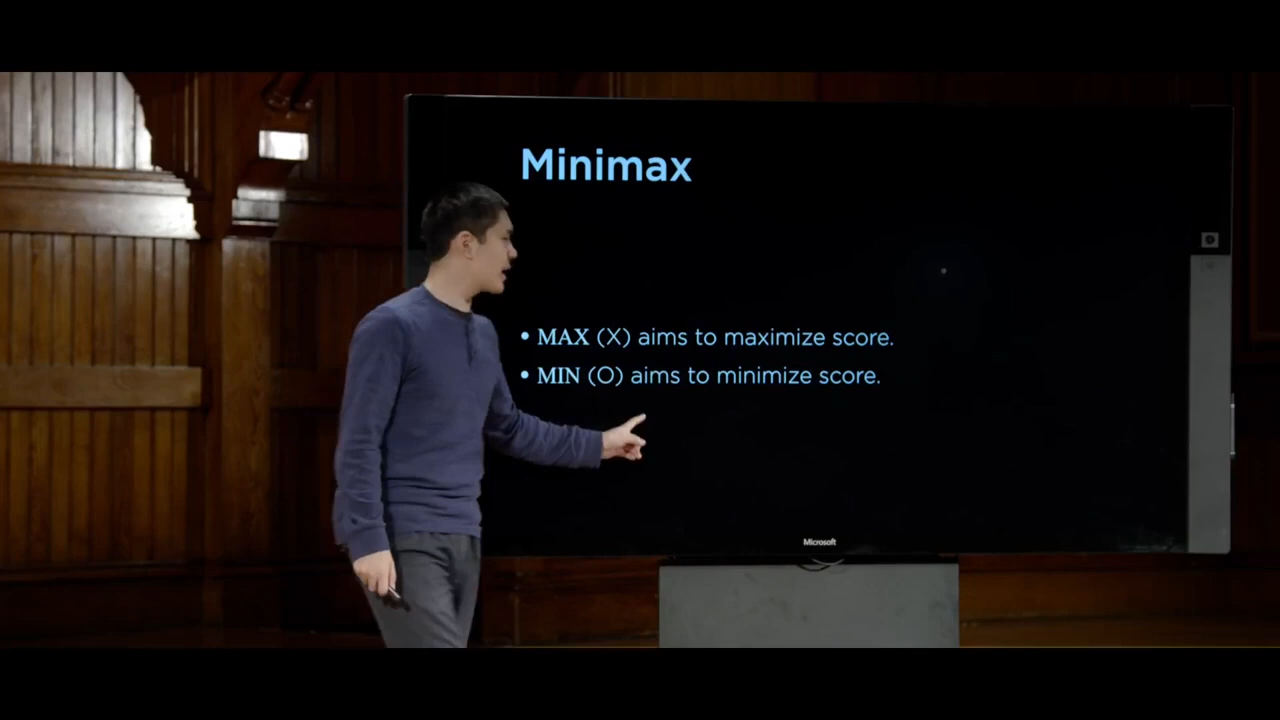 Minimax
• MAX (X) aims to maximize score.
• MIN (O) aims to minimize score.
Microsoft